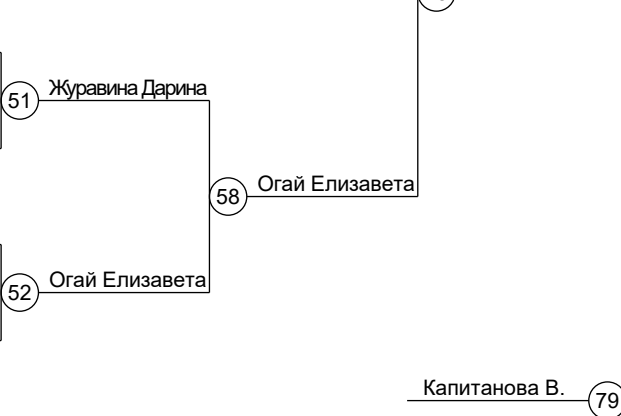 51 Журавина Дарина
58 Огай Елизавета
52 Огай Елизавета
Капитанова В. 79